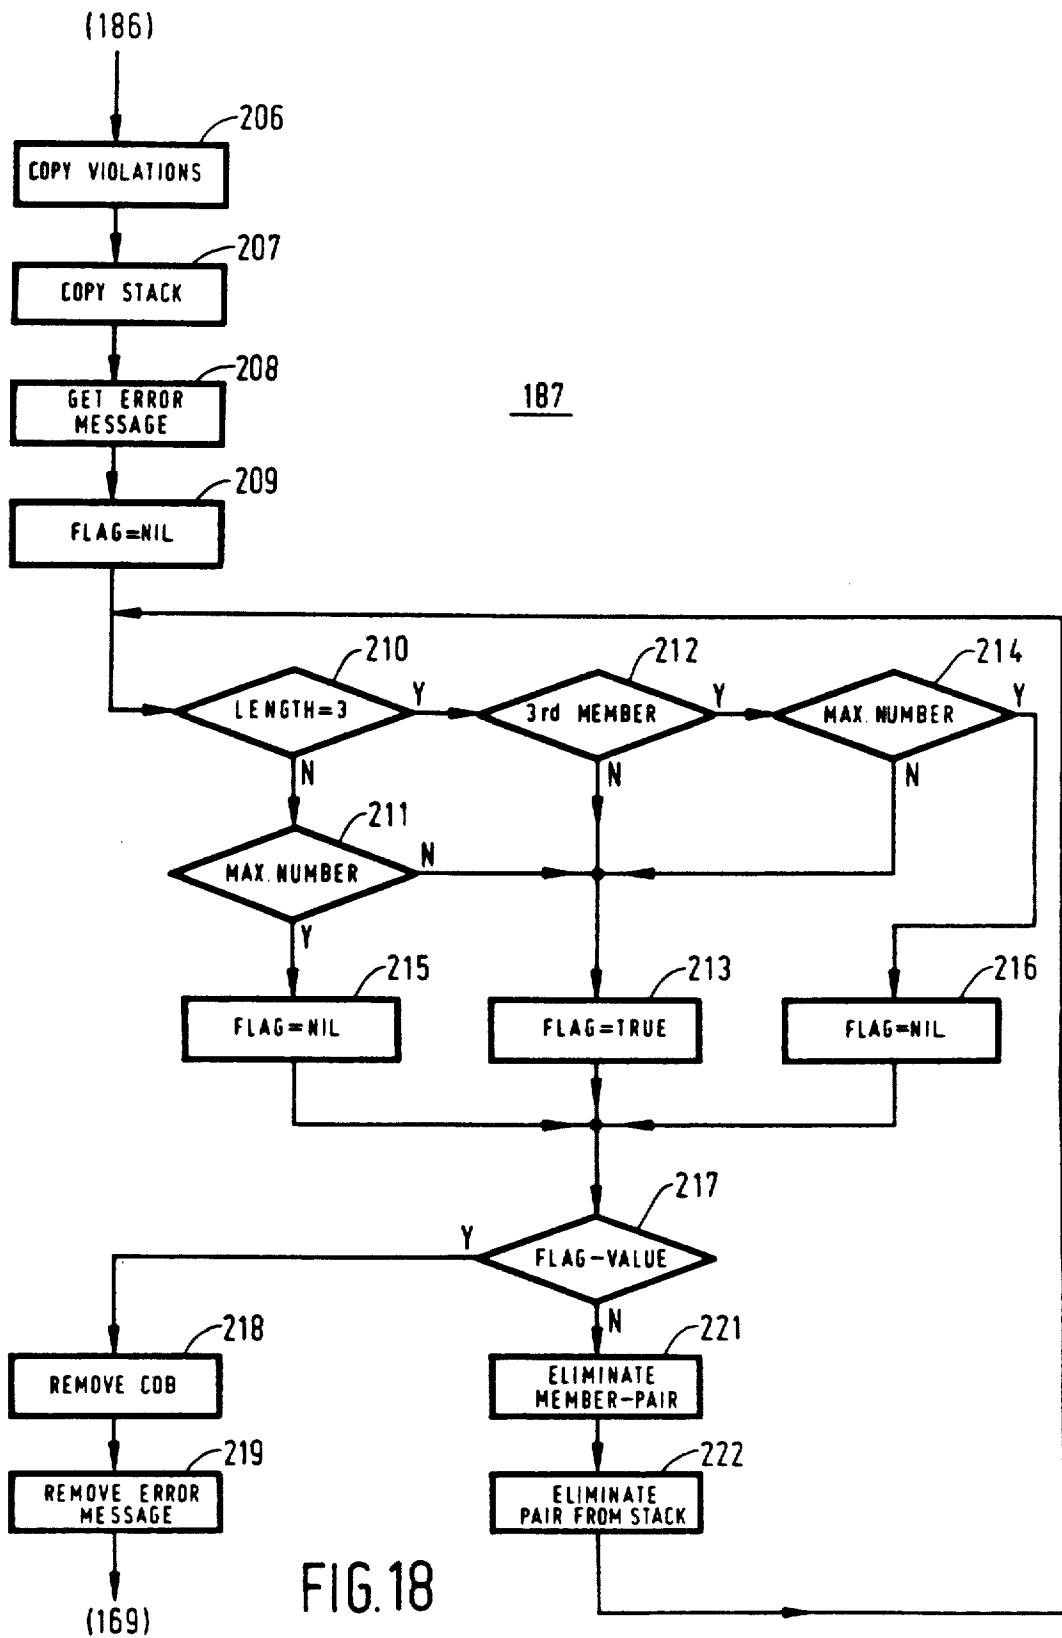 (186)
206
COPY VIOLATIONS
207
COPY STACK
208
GET ERROR
MESSAGE
187
209
FLAG=NIL
210
LENGTH=3
Y
N
212
3rd MEMBER
Y
N
214
MAX. NUMBER
Y
N
211
MAX. NUMBER
N
Y
215
FLAG=NIL
213
FLAG=TRUE
216
FLAG=NIL
217
FLAG-VALUE
Y
N
218
REMOVE COB
221
ELIMINATE
MEMBER-PAIR
219
REMOVE ERROR
MESSAGE
222
ELIMINATE
PAIR FROM STACK
(169)
FIG.18